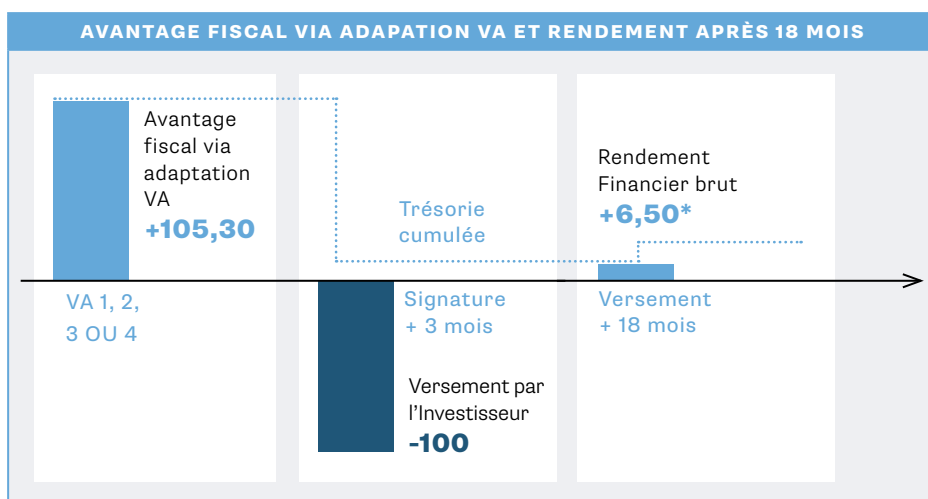 AVANTAGE FISCAL VIA ADAPATION VA ET RENDEMENT APRÈS 18 MOIS
Avantage
fiscal via
adaptation
VA
+105,30
VA 1, 2,
3 OU 4
Trésorie
cumulée
Signature
+ 3 mois
Versement par
l'Investisseur
-100
Rendement
Financier brut
+6,50*
Versement
+ 18 mois